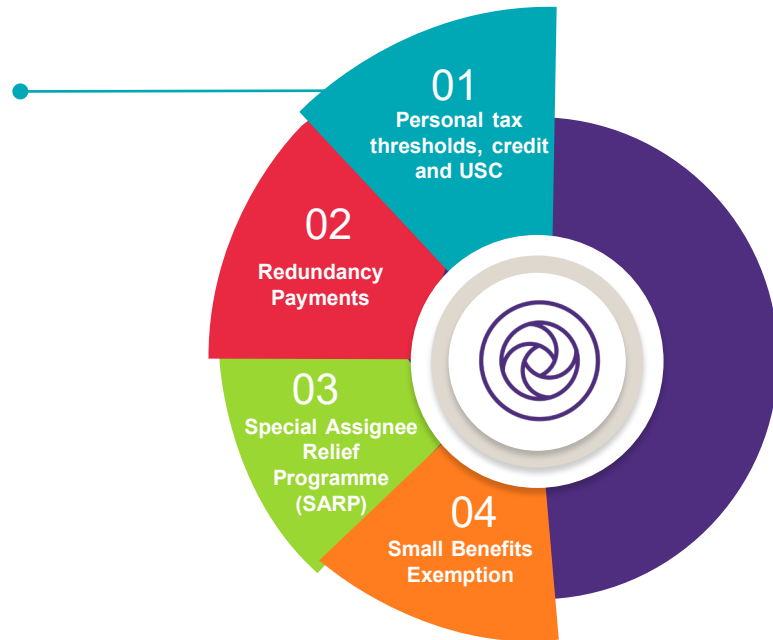 01
Personal tax
thresholds, credit
and USC
02
Redundancy
Payments
03
Special Assignee
Relief
Programme
(SARP)
04
Small Benefits
Exemption